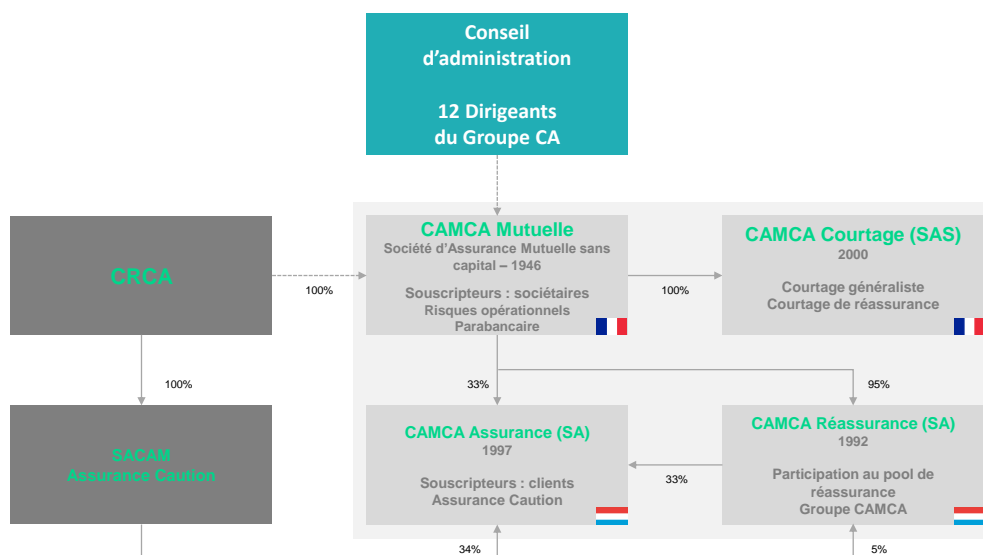 Conseil
d'administration
12 Dirigeants
du Groupe CA
CRCA
100%
CAMCA Mutuelle
Société d'Assurance Mutuelle sans
capital – 1946
Souscripteurs : sociétaires
Risques opérationnels
Parabancaire
100%
CAMCA Courtage (SAS)
2000
Courtage généraliste
Courtage de réassurance
100%
33%
95%
SACAM
Assurance Caution
CAMCA Assurance (SA)
1997
Souscripteurs : clients
Assurance Caution
33%
CAMCA Réassurance (SA)
1992
Participation au pool de
réassurance
Groupe CAMCA
34%
5%